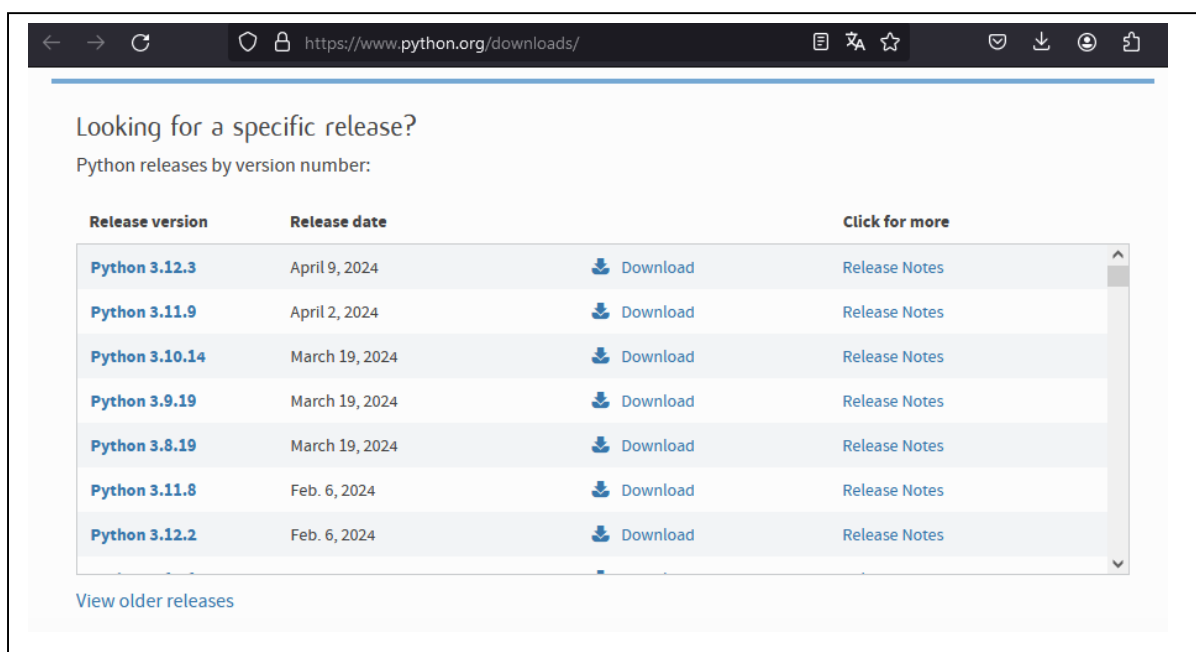 https://www.python.org/downloads/
Looking for a specific release?
Python releases by version number:
Release version Release date Click for more
Python 3.12.3 April 9, 2024 Download Release Notes
Python 3.11.9 April 2, 2024 Download Release Notes
Python 3.10.14 March 19, 2024 Download Release Notes
Python 3.9.19 March 19, 2024 Download Release Notes
Python 3.8.19 March 19, 2024 Download Release Notes
Python 3.11.8 Feb. 6, 2024 Download Release Notes
Python 3.12.2 Feb. 6, 2024 Download Release Notes
View older releases